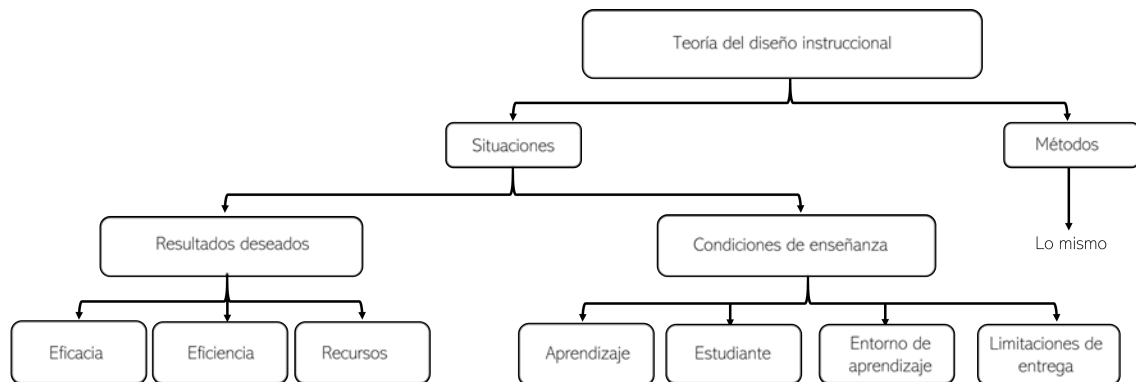 Teoría del diseño instruccional
Situaciones
Métodos
Resultados deseados
Condiciones de enseñanza
Lo mismo
Eficacia
Eficiencia
Recursos
Aprendizaje
Estudiante
Entorno de
aprendizaje
Limitaciones de
entrega